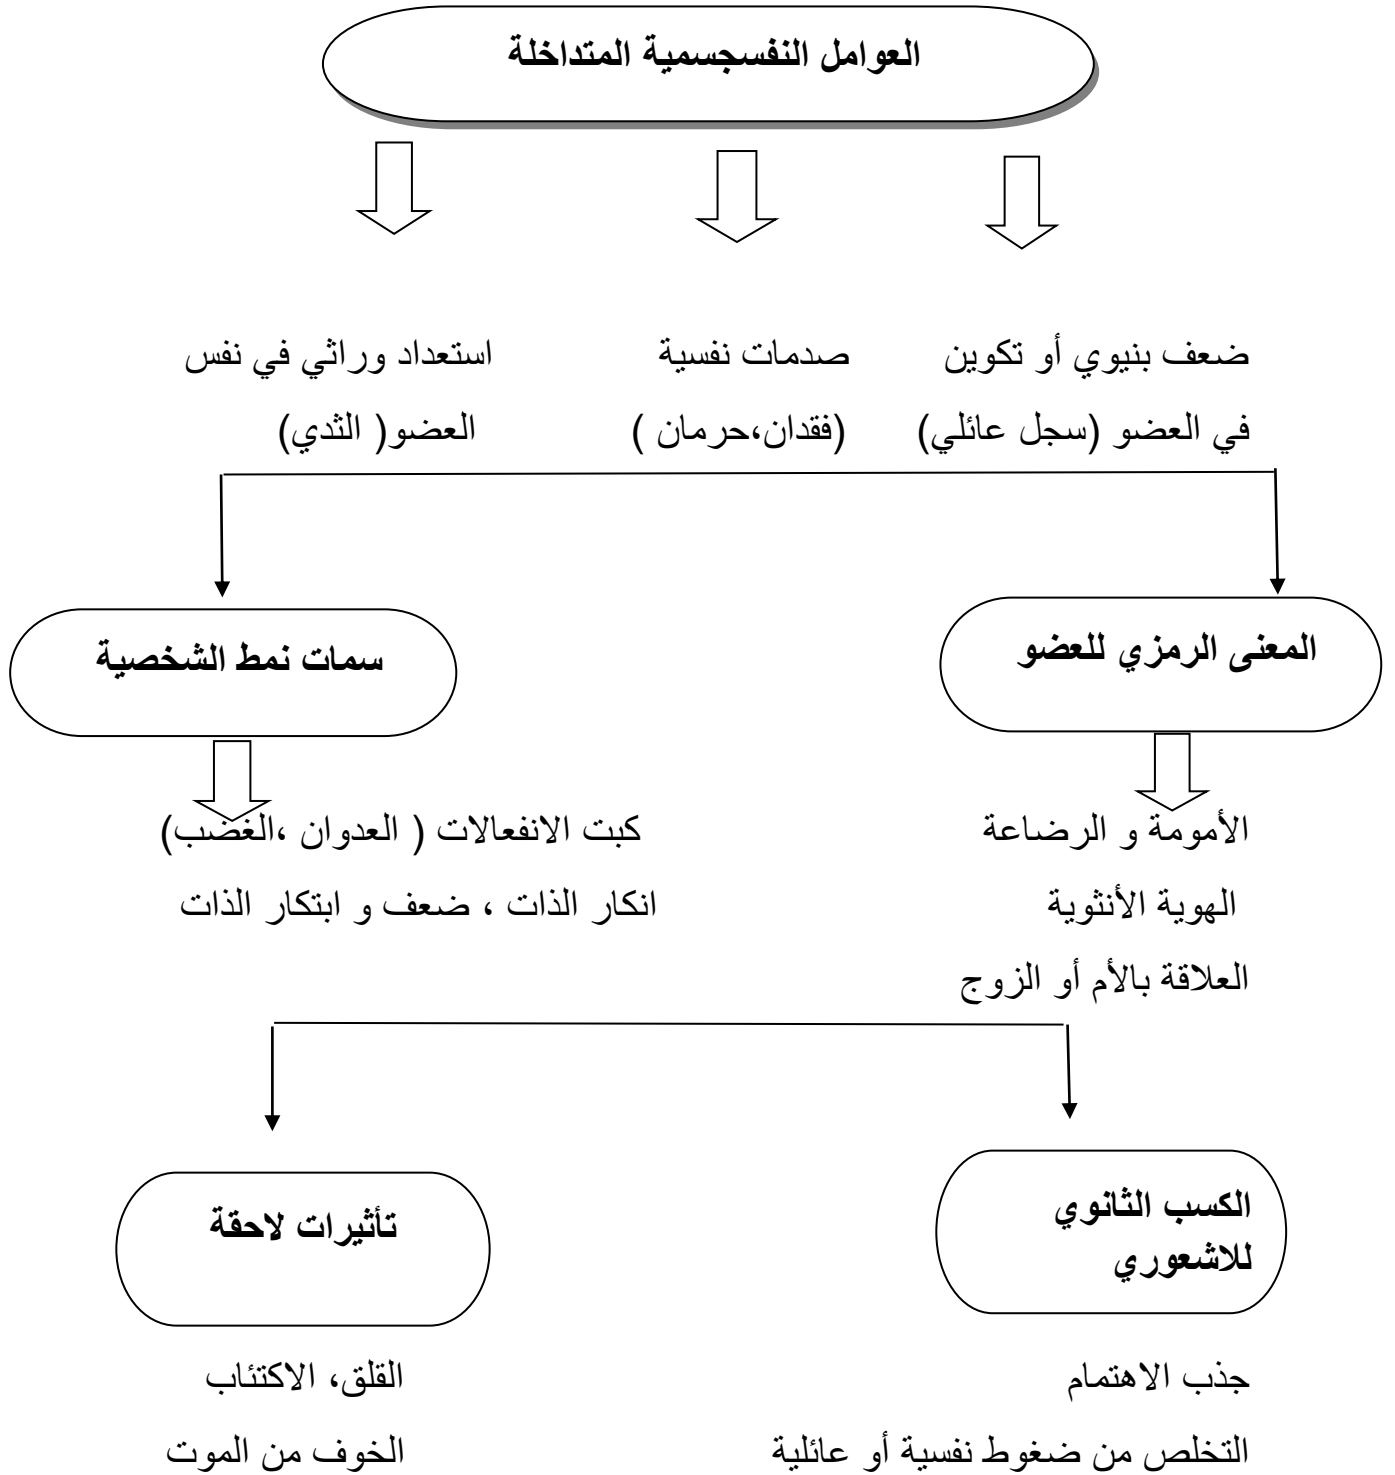 العوامل النفسجسمية المتداخلة
ضعف بنيوي أو تكوين
في العضو (سجل عائلي)
صدمات نفسية
(فقدان،حرمان )
استعداد وراثي في نفس
العضو( الثدي)
المعنى الرمزي للعضو
سمات نمط الشخصية
الأمومة و الرضاعة
الهوية الأنثوية
العلاقة بالأم أو الزوج
كبت الانفعالات ( العدوان ،الغضب)
انكار الذات ، ضعف و ابتكار الذات
الكسب الثانوي
للاشعوري
تأثيرات لاحقة
جذب الاهتمام
التخلص من ضغوط نفسية أو عائلية
القلق، الاكتئاب
الخوف من الموت